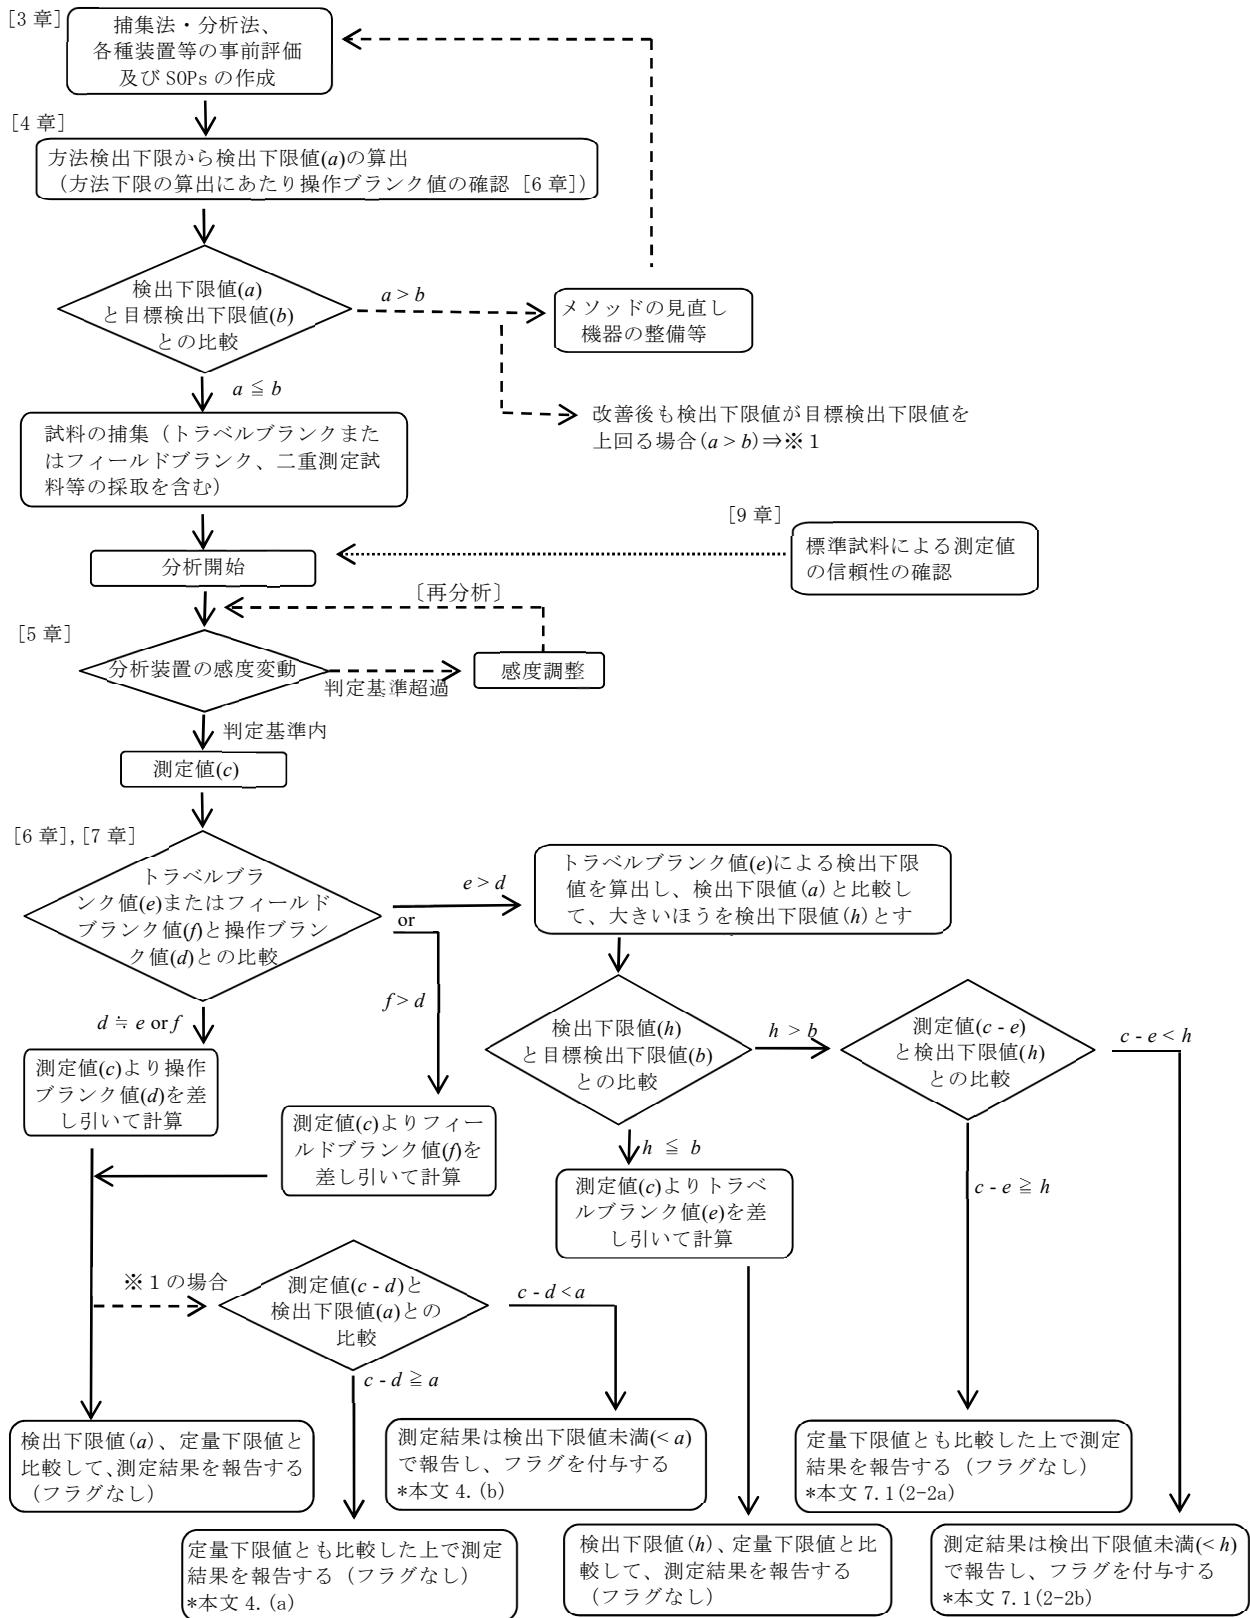 [3 章]
捕集法・分析法、
各種装置等の事前評価
及び SOPs の作成
[4 章]
方法検出下限から検出下限値(a)の算出
（方法下限の算出にあたり操作ブランク値の確認 [6 章]）
検出下限値(a)
と目標検出下限値(b)
との比較
a > b
メソッドの見直し
機器の整備等
a ≦ b
改善後も検出下限値が目標検出下限値を
上回る場合(a > b)⇒※１
試料の捕集（トラベルブランクまた
はフィールドブランク、二重測定試
料等の採取を含む）
[9 章]
標準試料による測定値
の信頼性の確認
分析開始
〔再分析〕
[5 章]
分析装置の感度変動
判定基準超過
感度調整
判定基準内
測定値(c)
[6 章],[7 章]
トラベルブラ
ンク値(e)またはフィールド
ブランク値(f)と操作ブラン
ク値(d)との比較
e > d
or
f > d
トラベルブランク値(e)による検出下限
値を算出し、検出下限値(a)と比較し
て、大きいほうを検出下限値(h)とす
d ≒ e or f
検出下限値(h)
と目標検出下限値(b)
との比較
h > b
測定値(c - e)
と検出下限値(h)
との比較
c - e < h
測定値(c)より操作
ブランク値(d)を差
し引いて計算
測定値(c)よりフィー
ルドブランク値(f)を
差し引いて計算
h ≦ b
測定値(c)よりトラベ
ルブランク値(e)を差
し引いて計算
c - e ≧ h
※１の場合
測定値(c - d)と
検出下限値(a)との
比較
c - d < a
c - d ≧ a
検出下限値(a)、定量下限値と
比較して、測定結果を報告する
（フラグなし）
測定結果は検出下限値未満(< a)
で報告し、フラグを付与する
*本文 4.(b)
定量下限値とも比較した上で測定
結果を報告する（フラグなし）
*本文 7.1(2-2a)
定量下限値とも比較した上で測定
結果を報告する（フラグなし）
*本文 4.(a)
検出下限値(h)、定量下限値と比
較して、測定結果を報告する
（フラグなし）
測定結果は検出下限値未満(< h)
で報告し、フラグを付与する
*本文 7.1(2-2b)